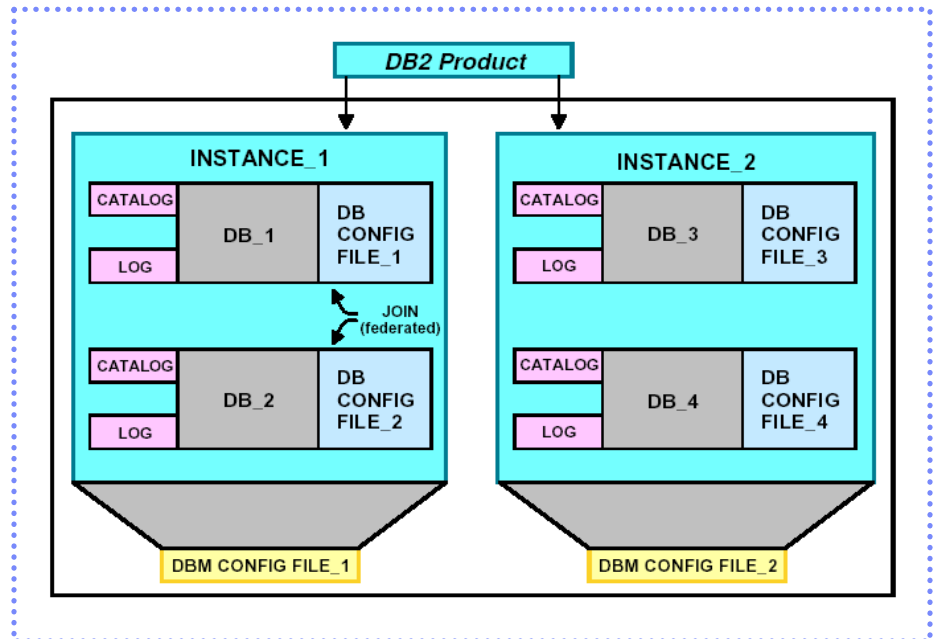 DB2 Product
INSTANCE_1
CATALOG
LOG
DB_1
DB
CONFIG
FILE_1
JOIN
(federated)
CATALOG
LOG
DB_2
DB
CONFIG
FILE_2
DBM CONFIG FILE_1
INSTANCE_2
CATALOG
LOG
DB_3
DB
CONFIG
FILE_3
CATALOG
LOG
DB_4
DB
CONFIG
FILE_4
DBM CONFIG FILE_2